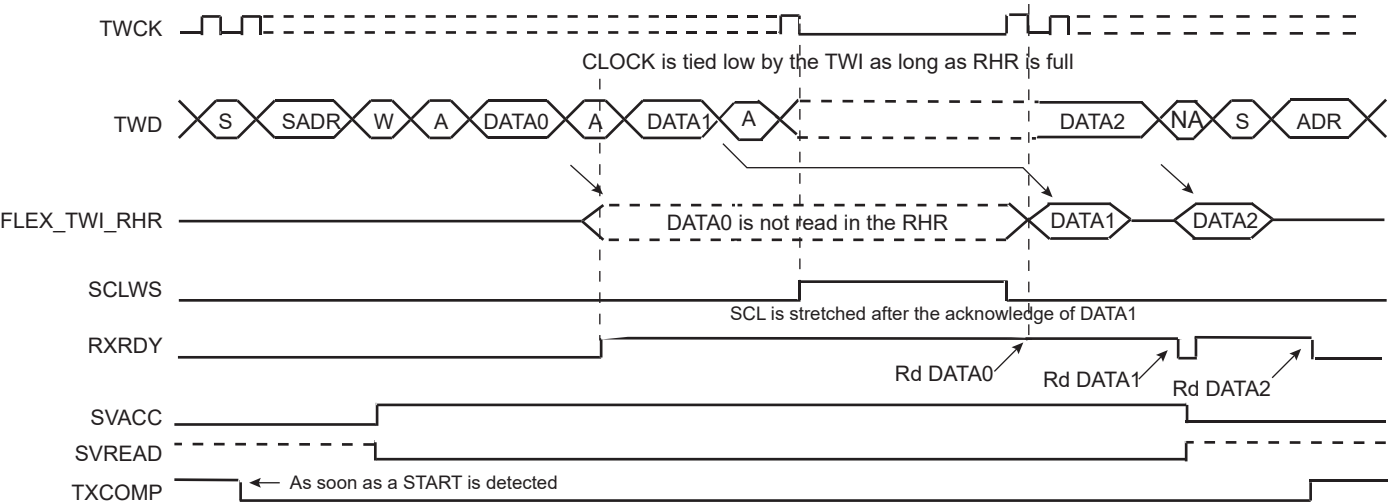 TWCK
CLOCK is tied low by the TWI as long as RHR is full
TWD S SADR W A DATA0 A DATA1 A DATA2 NA S ADR
FLEX_TWI_RHR DATA0 is not read in the RHR DATA1 DATA2
SCLWS
SCL is stretched after the acknowledge of DATA1
RXRDY
Rd DATA0 Rd DATA1 Rd DATA2
SVACC
SVREAD
TXCOMP As soon as a START is detected